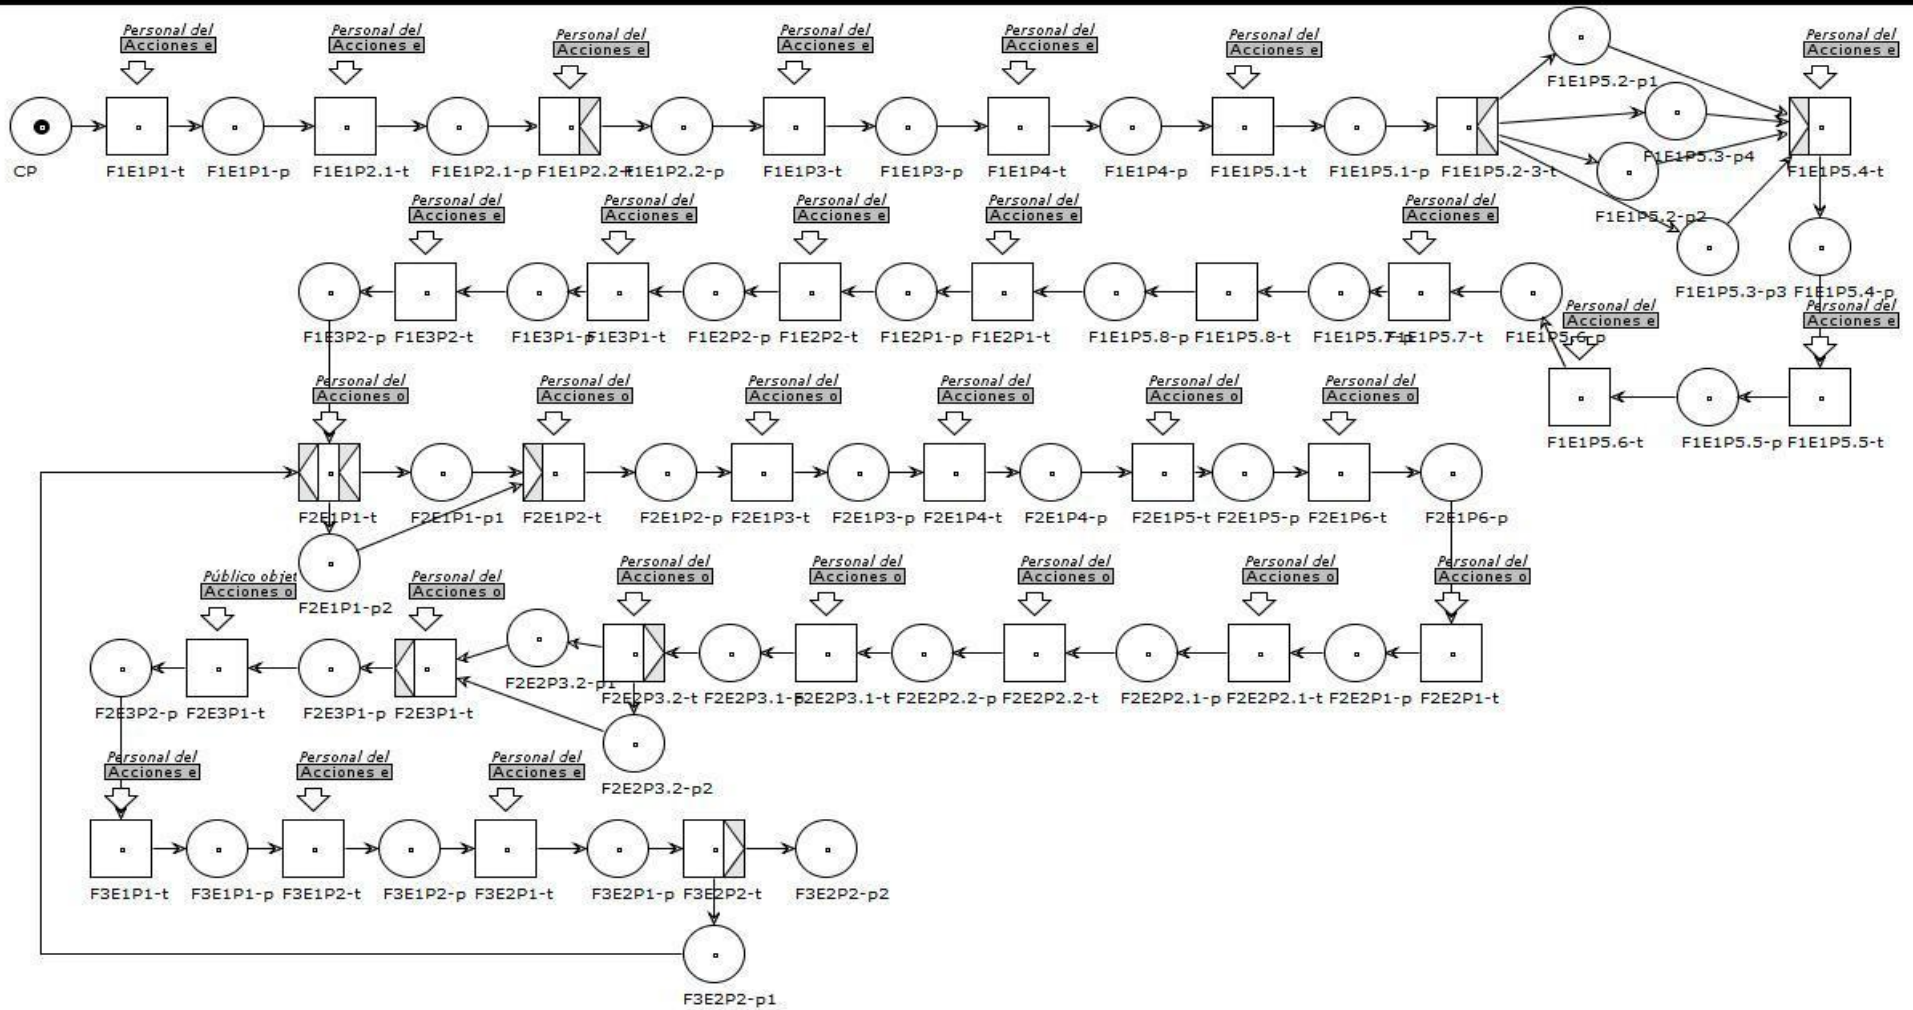 Personal del
Acciones e
Personal del
Acciones e
Personal del
Acciones e
Personal del
Acciones e
Personal del
Acciones e
Personal del
Acciones e
Personal del
Acciones e
F1E1P5.2-p1
F1E1P5.3-p4
CP
F1E1P1-t
F1E1P1-p
F1E1P2.1-t
F1E1P2.1-p
F1E1P2.2-t
F1E1P2.2-p
F1E1P3-t
F1E1P3-p
F1E1P4-t
F1E1P4-p
F1E1P5.1-t
F1E1P5.1-p
F1E1P5.2-3-t
F1E1P5.4-t
F1E1P5.2-p2
Personal del
Acciones e
Personal del
Acciones e
Personal del
Acciones e
Personal del
Acciones e
Personal del
Acciones e
F1E1P5.3-p3
F1E1P5.4-p
Personal del
Acciones e
Personal del
Acciones e
F1E3P2-p
F1E3P2-t
F1E3P1-p
F1E3P1-t
F1E2P2-p
F1E2P2-t
F1E2P1-p
F1E2P1-t
F1E1P5.8-p
F1E1P5.8-t
F1E1P5.7-p
F1E1P5.7-t
F1E1P5.6-p
F1E1P5.6-t
F1E1P5.5-p
F1E1P5.5-t
Personal del
Acciones o
Personal del
Acciones o
Personal del
Acciones o
Personal del
Acciones o
Personal del
Acciones o
Personal del
Acciones o
F2E1P1-t
F2E1P1-p1
F2E1P2-t
F2E1P2-p
F2E1P3-t
F2E1P3-p
F2E1P4-t
F2E1P4-p
F2E1P5-t
F2E1P5-p
F2E1P6-t
F2E1P6-p
Público objet
Acciones o
F2E1P1-p2
Personal del
Acciones o
Personal del
Acciones o
Personal del
Acciones o
Personal del
Acciones o
Personal del
Acciones o
Personal del
Acciones o
F2E3P2-p
F2E3P1-t
F2E3P1-p
F2E3P1-t
F2E2P3.2-p1
F2E2P3.2-t
F2E2P3.1-p
F2E2P3.1-t
F2E2P2.2-p
F2E2P2.2-t
F2E2P2.1-p
F2E2P2.1-t
F2E2P1-p
F2E2P1-t
F2E2P3.2-p2
Personal del
Acciones e
Personal del
Acciones e
Personal del
Acciones e
F3E1P1-t
F3E1P1-p
F3E1P2-t
F3E1P2-p
F3E2P1-t
F3E2P1-p
F3E2P2-t
F3E2P2-p2
F3E2P2-p1